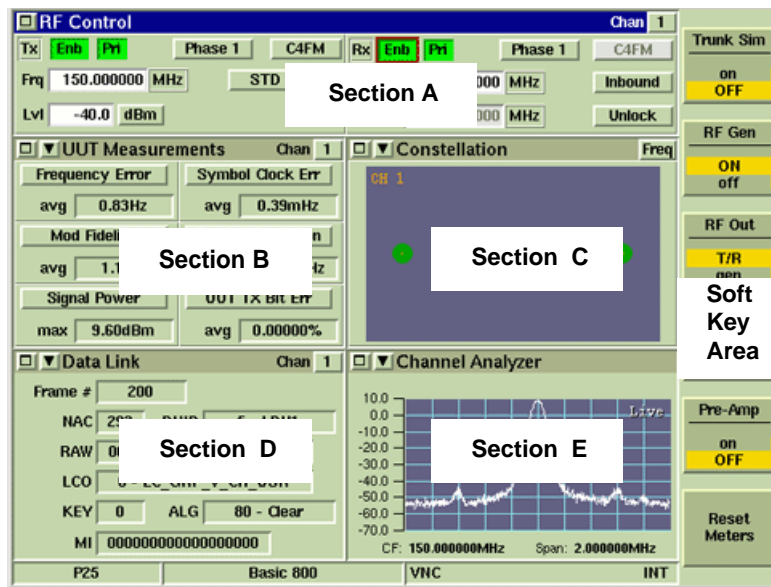 RF Control Chan 1
Tx Enb Pri Phase 1 C4FM Rx Enb Pri Phase 1 C4FM
Frq 150.000000 MHz STD 000 MHz Inbound
Section A
Lvl -40.0 dBm 000 MHz Unlock
UUT Measurements Chan 1
Frequency Error Symbol Clock Err
avg 0.83Hz avg 0.39mHz
Mod
Section B
avg Hz
Signal Power UUT TX Bit Err
max 9.60dBm avg 0.00000%
Constellation Freq
CH 1
Section C
Data Link Chan 1
Frame # 200
NAC
RAW
Section D
LCO
KEY 0 ALG 80 - Clear
MI 0000000000000000000
Channel Analyzer
10.0
0.0
-10.0
-20.0
-30.0
-40.0
-50.0
-60.0
-70.0
Live
Section E
CF: 150.000000MHz Span: 2.000000MHz
P25 Basic 800 VNC INT
Trunk Sim
on
OFF
RF Gen
ON
off
RF Out
T/R
gen
Soft
Key
Area
Pre-Amp
on
OFF
Reset
Meters